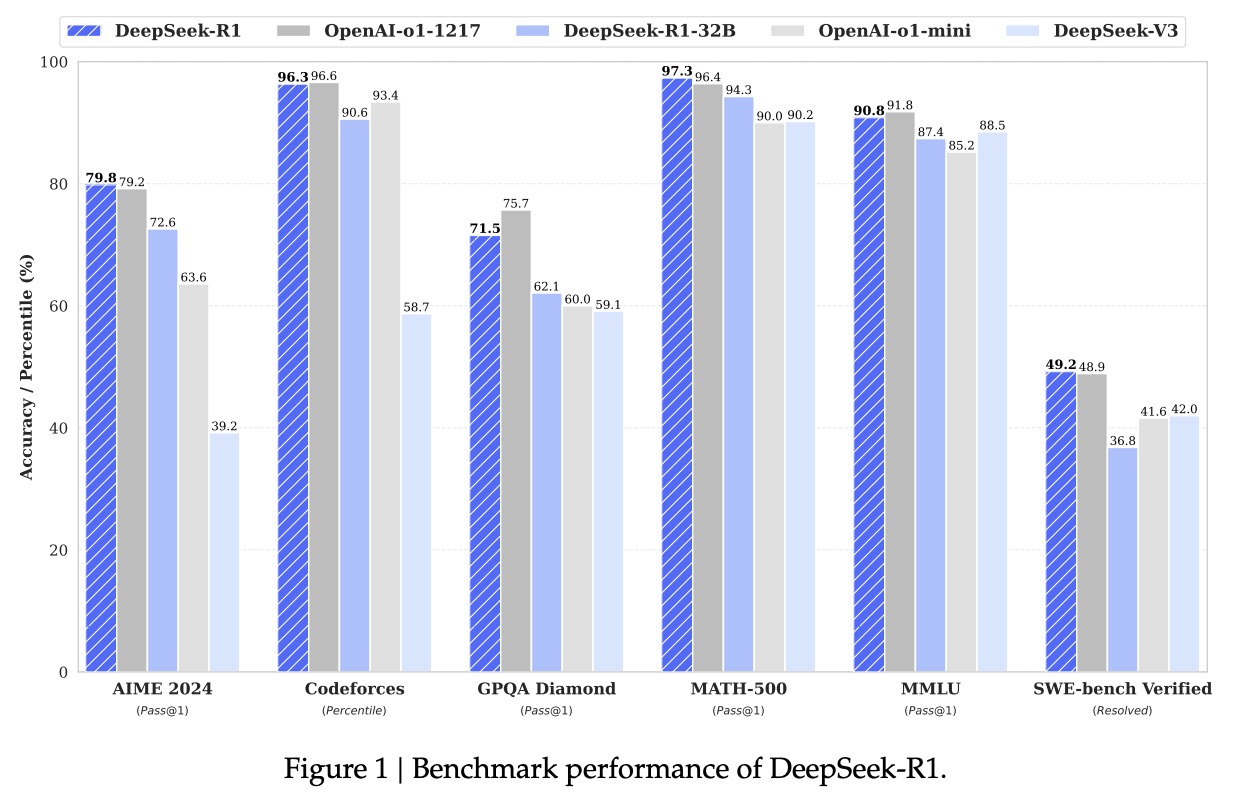 DeepSeek-R1 OpenAI-o1-1217 DeepSeek-R1-32B OpenAI-o1-mini DeepSeek-V3
Accuracy / Percentile (%)
100
80
60
40
20
0
79.8 79.2 72.6 63.6 39.2
96.3 96.6 90.6 93.4 58.7
71.5 75.7 62.1 60.0 59.1
97.3 96.4 94.3 90.0 90.2
90.8 91.8 87.4 85.2 88.5
49.2 48.9 36.8 41.6 42.0
AIME 2024 Codeforces GPQA Diamond MATH-500 MMLU SWE-bench Verified
(Pass@1) (Percentile) (Pass@1) (Pass@1) (Pass@1) (Resolved)
Figure 1 | Benchmark performance of DeepSeek-R1.